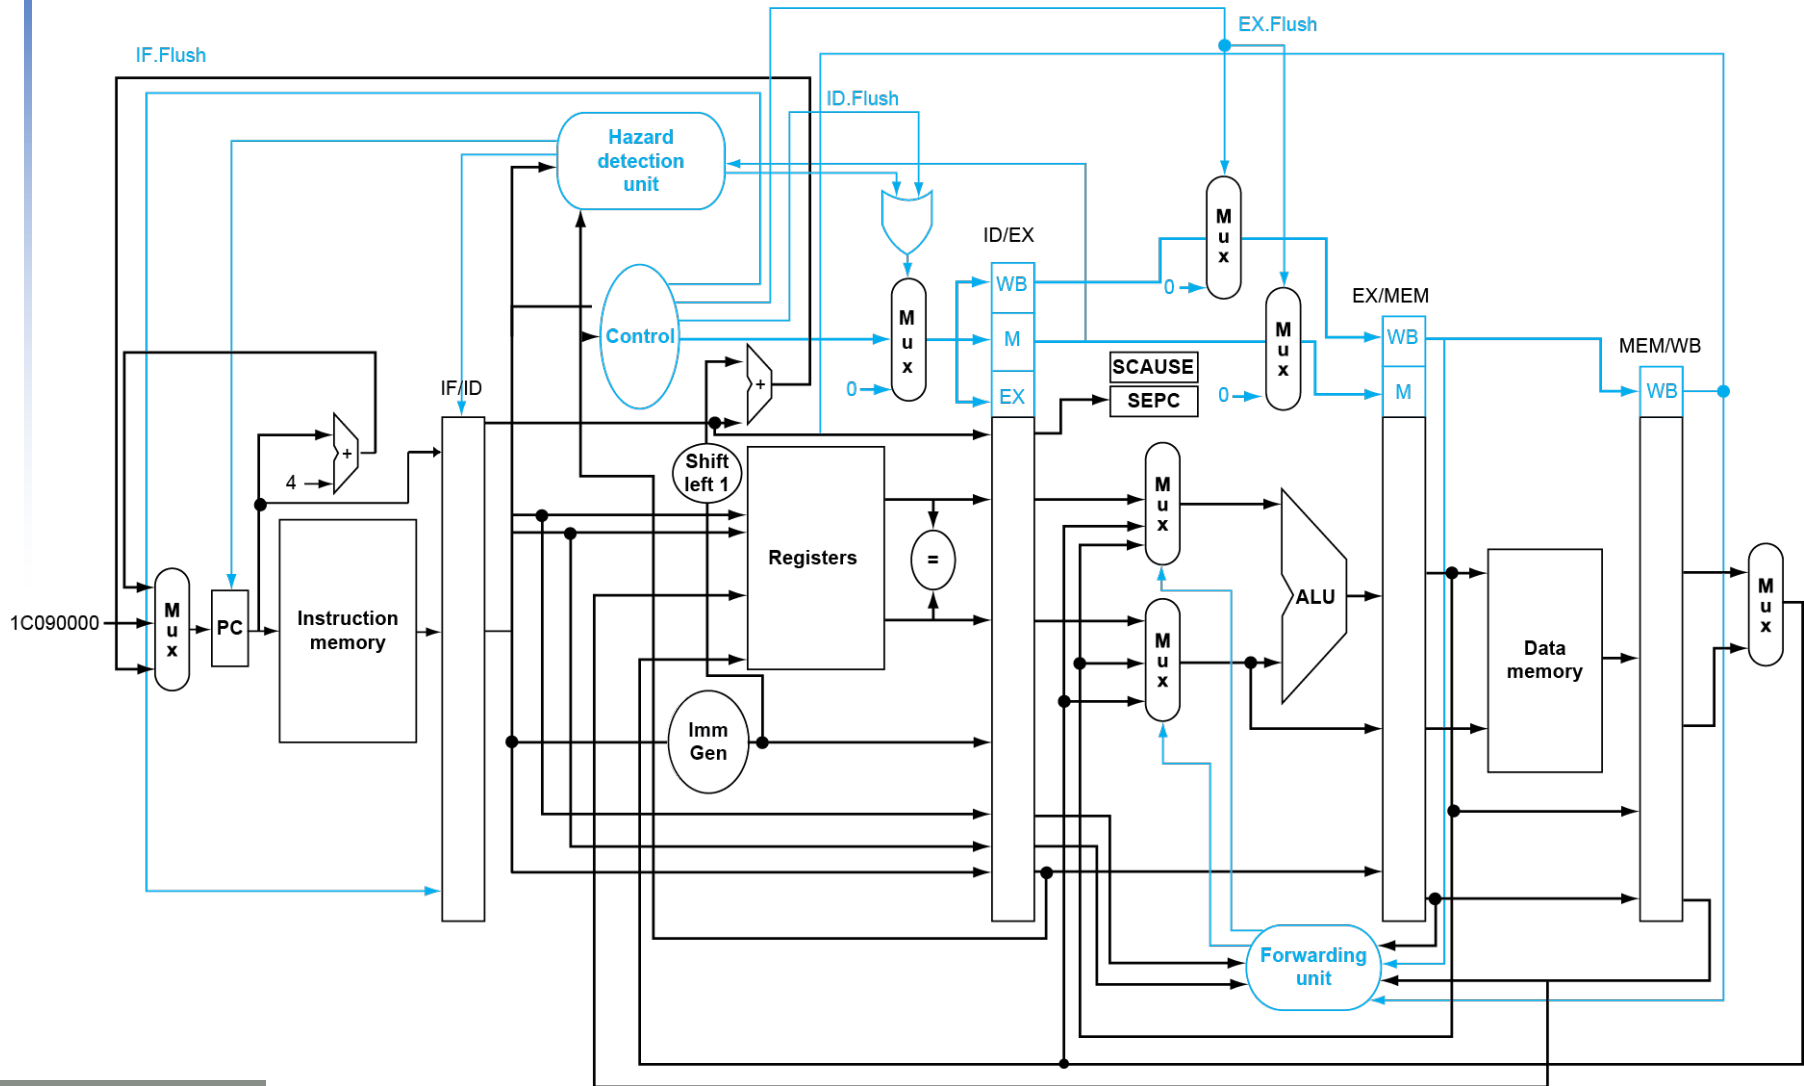 EX.Flush
IF.Flush
ID.Flush
Hazard
detection
unit
M
u
x
ID/EX
WB
0
EX/MEM
M
u
x
Control
M
u
x
M
WB
MEM/WB
SCAUSE
+
0
EX
SEPC
0
M
WB
IF/ID
+
4
Shift
left 1
M
u
x
Registers
=
ALU
M
u
x
1C090000
M
u
x
PC
Instruction
memory
M
u
x
Data
memory
Imm
Gen
Forwarding
unit